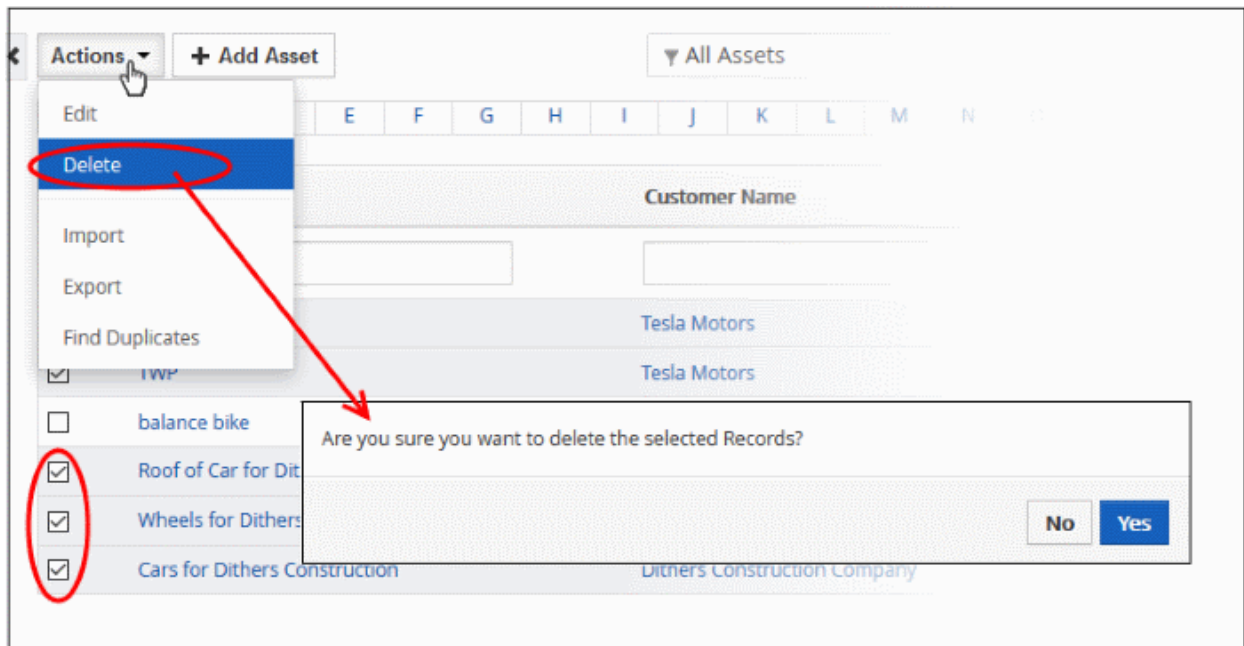 Actions + Add Asset All Assets
Edit
E F G H I J K L M N
Delete
Customer Name
Import
Export
Tesla Motors
Find Duplicates
TWP Tesla Motors
balance bike
Are you sure you want to delete the selected Records?
Roof of Car for Dit
Wheels for Dithers
No Yes
Cars for Dithers Construction Dithers Construction Company